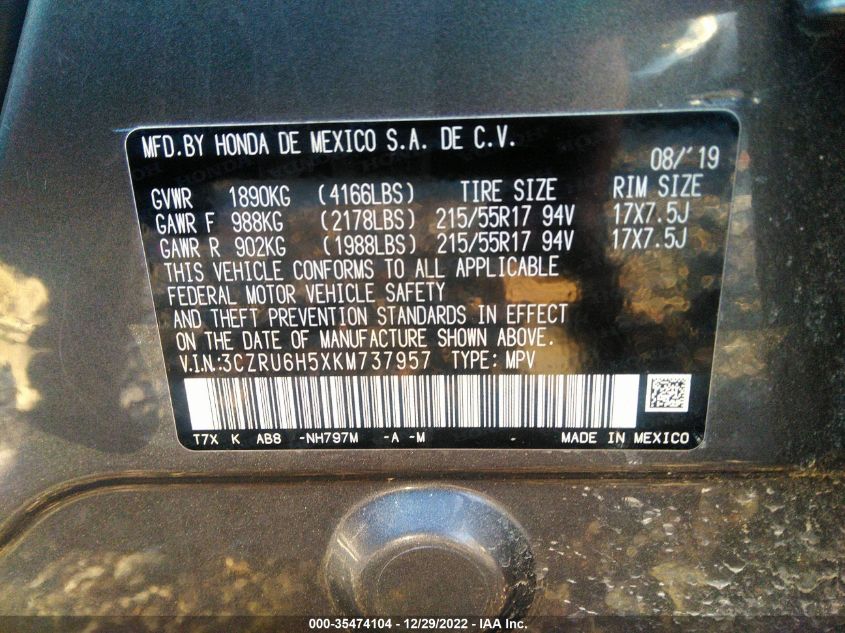 MFD.BY HONDA DE MEXICO S.A. DE C.V.
08/'19
GVWR 1890KG (4166LBS) TIRE SIZE RIM SIZE
GAWR F 988KG (2178LBS) 215/55R17 94V 17X7.5J
GAWR R 902KG (1988LBS) 215/55R17 94V 17X7.5J
THIS VEHICLE CONFORMS TO ALL APPLICABLE
FEDERAL MOTOR VEHICLE SAFETY
AND THEFT PREVENTION STANDARDS IN EFFECT
ON THE DATE OF MANUFACTURE SHOWN ABOVE.
V.I.N.:3CZRU6H5XKM737957 TYPE: MPV
T7X K AB8 -NH797M -A -M - MADE IN MEXICO
000-35474104 - 12/29/2022 - IAA Inc.